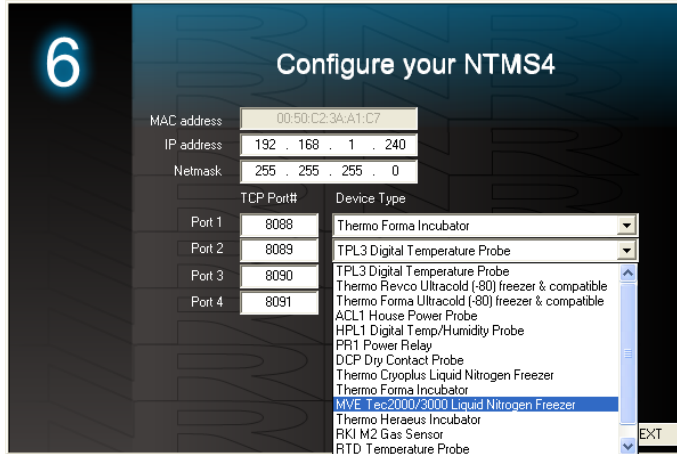 6
Configure your NTMS4
MAC address 00:50:C2:3A:A1:C7
IP address 192 . 168 . 1 . 240
Netmask 255 . 255 . 255 . 0
TCP Port# Device Type
Port 1 8088 Thermo Forma Incubator
Port 2 8089 TPL3 Digital Temperature Probe
Port 3 8090
Port 4 8091
TPL3 Digital Temperature Probe
Thermo Revco Ultracold (-80) freezer & compatible
Thermo Forma Ultracold (-80) freezer & compatible
ACL1 House Power Probe
HPL1 Digital Temp/Humidity Probe
PR1 Power Relay
DCP Dry Contact Probe
Thermo Cryoplus Liquid Nitrogen Freezer
Thermo Forma Incubator
MVE Tec2000/3000 Liquid Nitrogen Freezer
Thermo Heraeus Incubator
RKI M2 Gas Sensor
RTD Temperature Probe
EXT